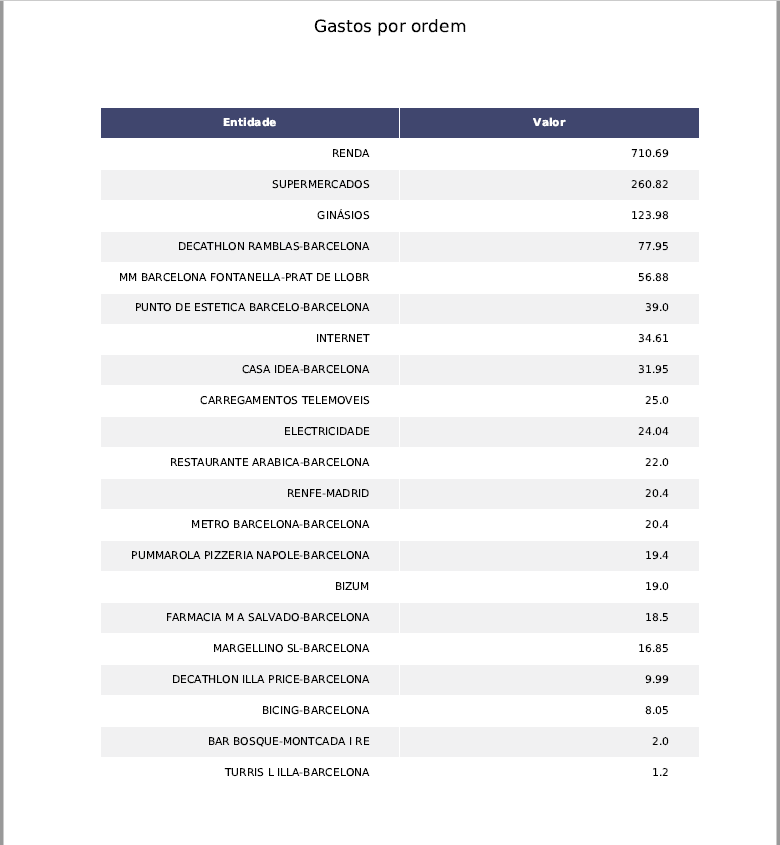 Gastos por ordem
Entidade Valor
RENDA 710.69
SUPERMERCADOS 260.82
GINÁSIOS 123.98
DECATHLON RAMBLAS-BARCELONA 77.95
MM BARCELONA FONTANELLA-PRAT DE LLOBR 56.88
PUNTO DE ESTETICA BARCELO-BARCELONA 39.0
INTERNET 34.61
CASA IDEA-BARCELONA 31.95
CARREGAMENTOS TELEMOVEIS 25.0
ELECTRICIDADE 24.04
RESTAURANTE ARABICA-BARCELONA 22.0
RENFE-MADRID 20.4
METRO BARCELONA-BARCELONA 20.4
PUMMAROLA PIZZERIA NAPOLE-BARCELONA 19.4
BIZUM 19.0
FARMACIA M A SALVADO-BARCELONA 18.5
MARGELLINO SL-BARCELONA 16.85
DECATHLON ILLA PRICE-BARCELONA 9.99
BICING-BARCELONA 8.05
BAR BOSQUE-MONTCADA I RE 2.0
TURRIS L ILLA-BARCELONA 1.2